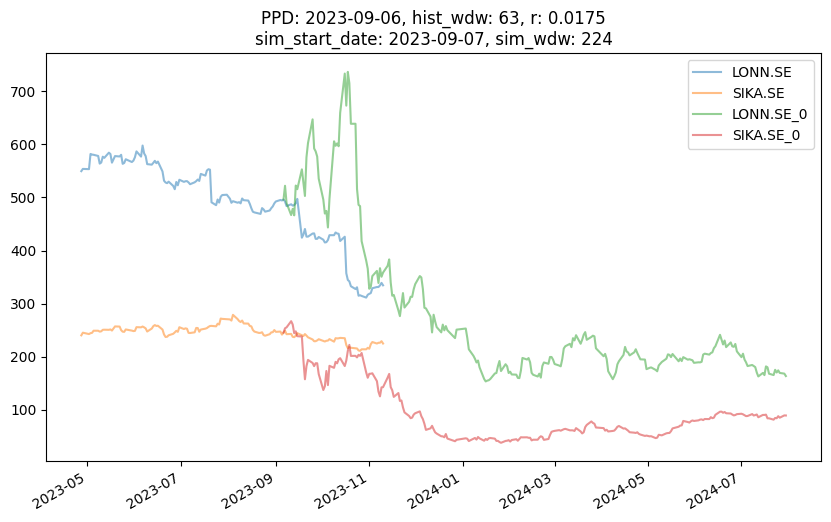 PPD: 2023-09-06, hist_wdw: 63, r: 0.0175
sim_start_date: 2023-09-07, sim_wdw: 224
LONN.SE
SIKA.SE
LONN.SE_0
SIKA.SE_0
700
600
500
400
300
200
100
2023-05
2023-07
2023-09
2023-11
2024-01
2024-03
2024-05
2024-07